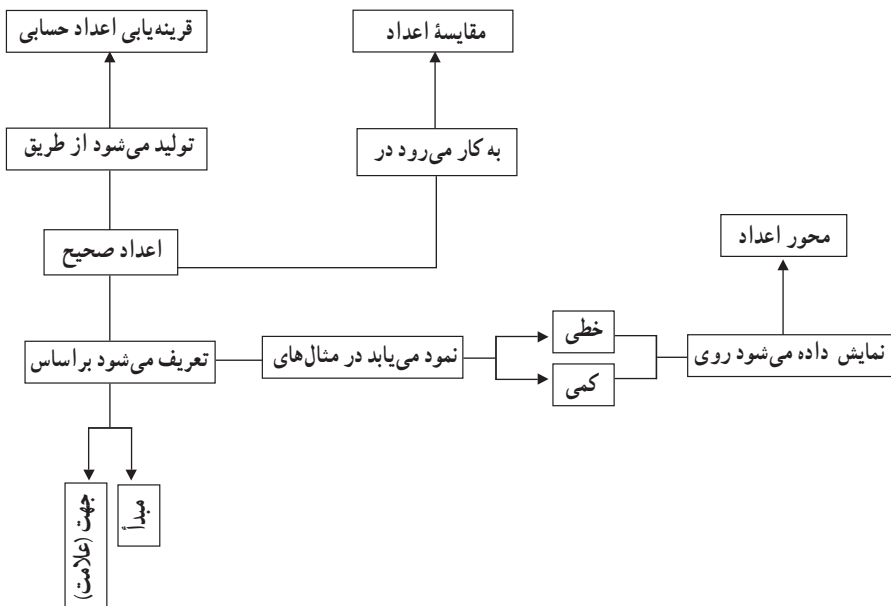 قرینه‌یابی اعداد حسابی
مقایسهٔ اعداد
تولید می‌شود از طریق
به کار می‌رود در
اعداد صحیح
محور اعداد
تعریف می‌شود براساس
نمود می‌یابد در مثال‌های
خطی
کمی
نمایش داده می‌شود روی
مبدأ
جهت (علامت)